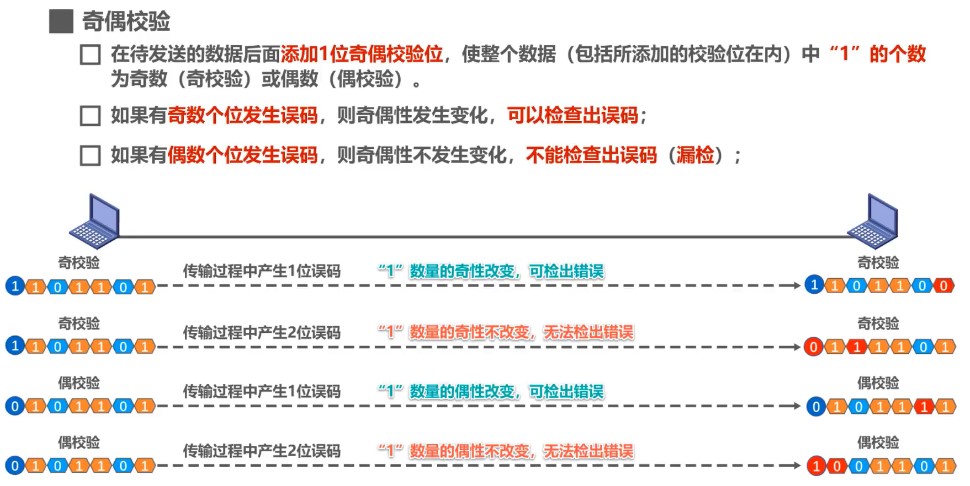 奇偶校验
在待发送的数据后面添加1位奇偶校验位，使整个数据（包括所添加的校验位在内）中“1”的个数
为奇数（奇校验）或偶数（偶校验）。
如果有奇数个位发生误码，则奇偶性发生变化，可以检查出误码；
如果有偶数个位发生误码，则奇偶性不发生变化，不能检查出误码（漏检）；
奇校验 奇校验
传输过程中产生1位误码 “1”数量的奇性改变，可检出错误
1 1 0 1 1 0 1 1 1 0 1 1 0 0
奇校验 奇校验
传输过程中产生2位误码 “1”数量的奇性不改变，无法检出错误
1 1 0 1 1 0 1 0 1 1 1 1 0 1
偶校验 偶校验
传输过程中产生1位误码 “1”数量的偶性改变，可检出错误
0 1 0 1 1 0 1 0 1 0 1 1 1 1
偶校验 偶校验
传输过程中产生2位误码 “1”数量的偶性不改变，无法检出错误
0 1 0 1 1 0 1 1 0 0 1 1 0 1